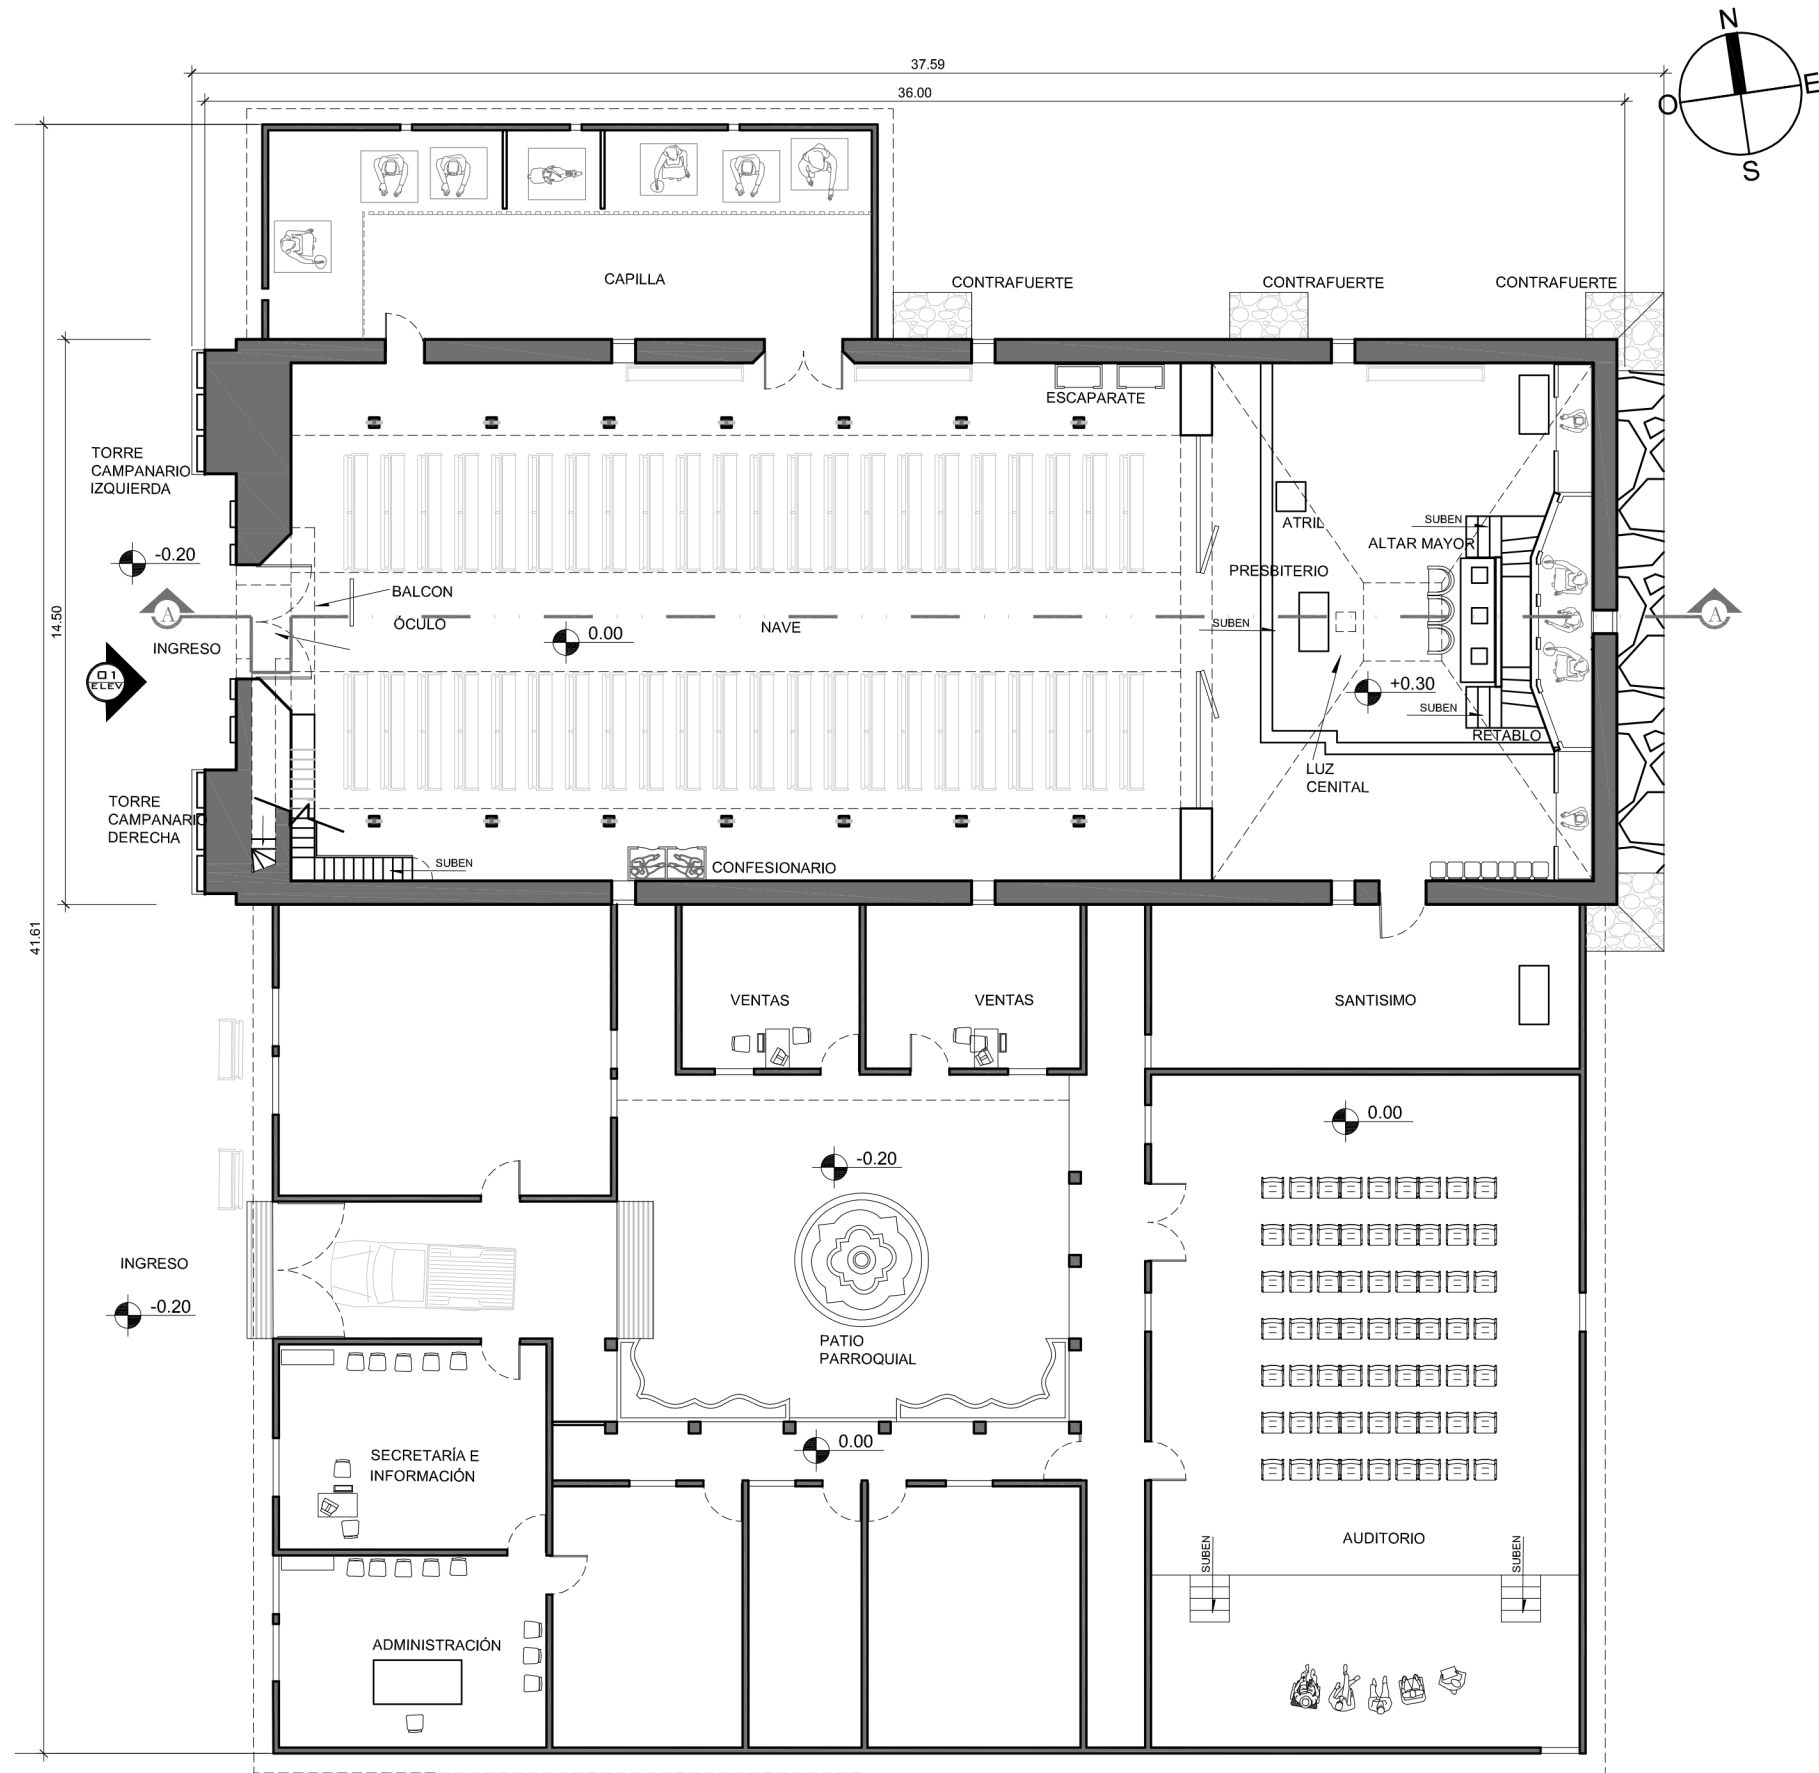 N
37.59
E
36.00
O
S
CAPILLA
CONTRAFUERTE
CONTRAFUERTE
CONTRAFUERTE
ESCAPARATE
TORRE
CAMPANARIO
IZQUIERDA
ATRIL
SUBEN
ALTAR MAYOR
-0.20
PRESBITERIO
BALCON
A
A
14.50
ÓCULO
0.00
NAVE
SUBEN
INGRESO
01
ELEV
+0.30
SUBEN
RETABLO
LUZ
CENITAL
TORRE
CAMPANARIO
DERECHA
SUBEN
CONFESIONARIO
41.61
VENTAS
VENTAS
SANTISIMO
0.00
-0.20
INGRESO
-0.20
PATIO
PARROQUIAL
0.00
SECRETARÍA E
INFORMACIÓN
AUDITORIO
SUBEN
SUBEN
ADMINISTRACIÓN